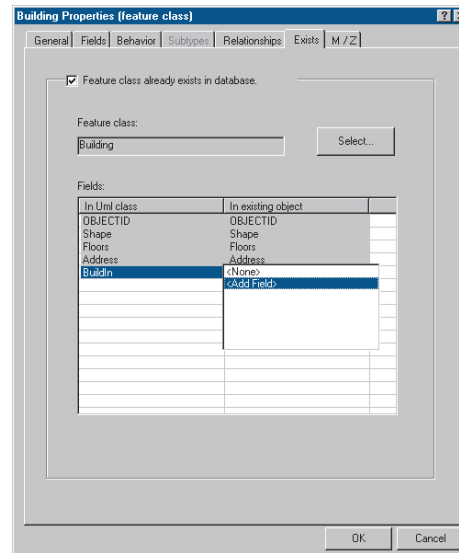 Building Properties (feature class)
General Fields Behavior Subtypes Relationships Exists M / Z
Feature class already exists in database.
Feature class:
Building
Select...
Fields:
In Uml class In existing object
OBJECTID OBJECTID
Shape Shape
Floors Floors
Address Address
BuildIn <None>
<Add Field>
OK Cancel